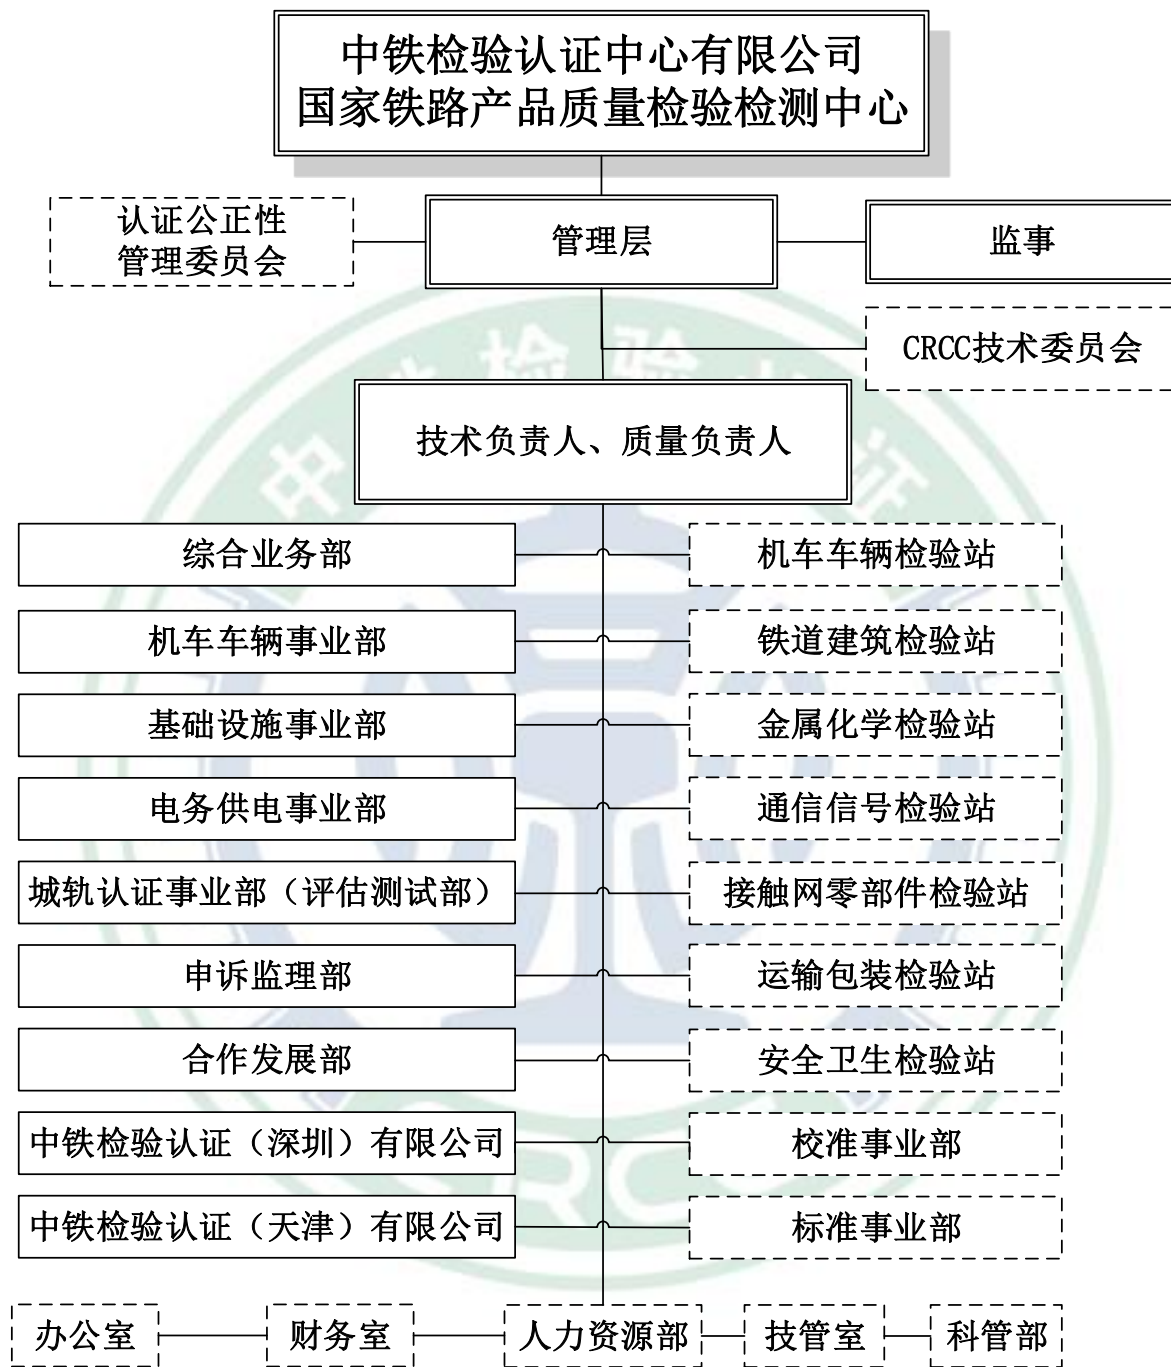 中铁检验认证中心有限公司
国家铁路产品质量检验检测中心
认证公正性
管理委员会
管理层
监事
CRCC技术委员会
技术负责人、质量负责人
综合业务部
机车车辆检验站
机车车辆事业部
铁道建筑检验站
基础设施事业部
金属化学检验站
电务供电事业部
通信信号检验站
城轨认证事业部（评估测试部）
接触网零部件检验站
申诉监理部
运输包装检验站
合作发展部
安全卫生检验站
中铁检验认证（深圳）有限公司
校准事业部
中铁检验认证（天津）有限公司
标准事业部
办公室
财务室
人力资源部
技管室
科管部